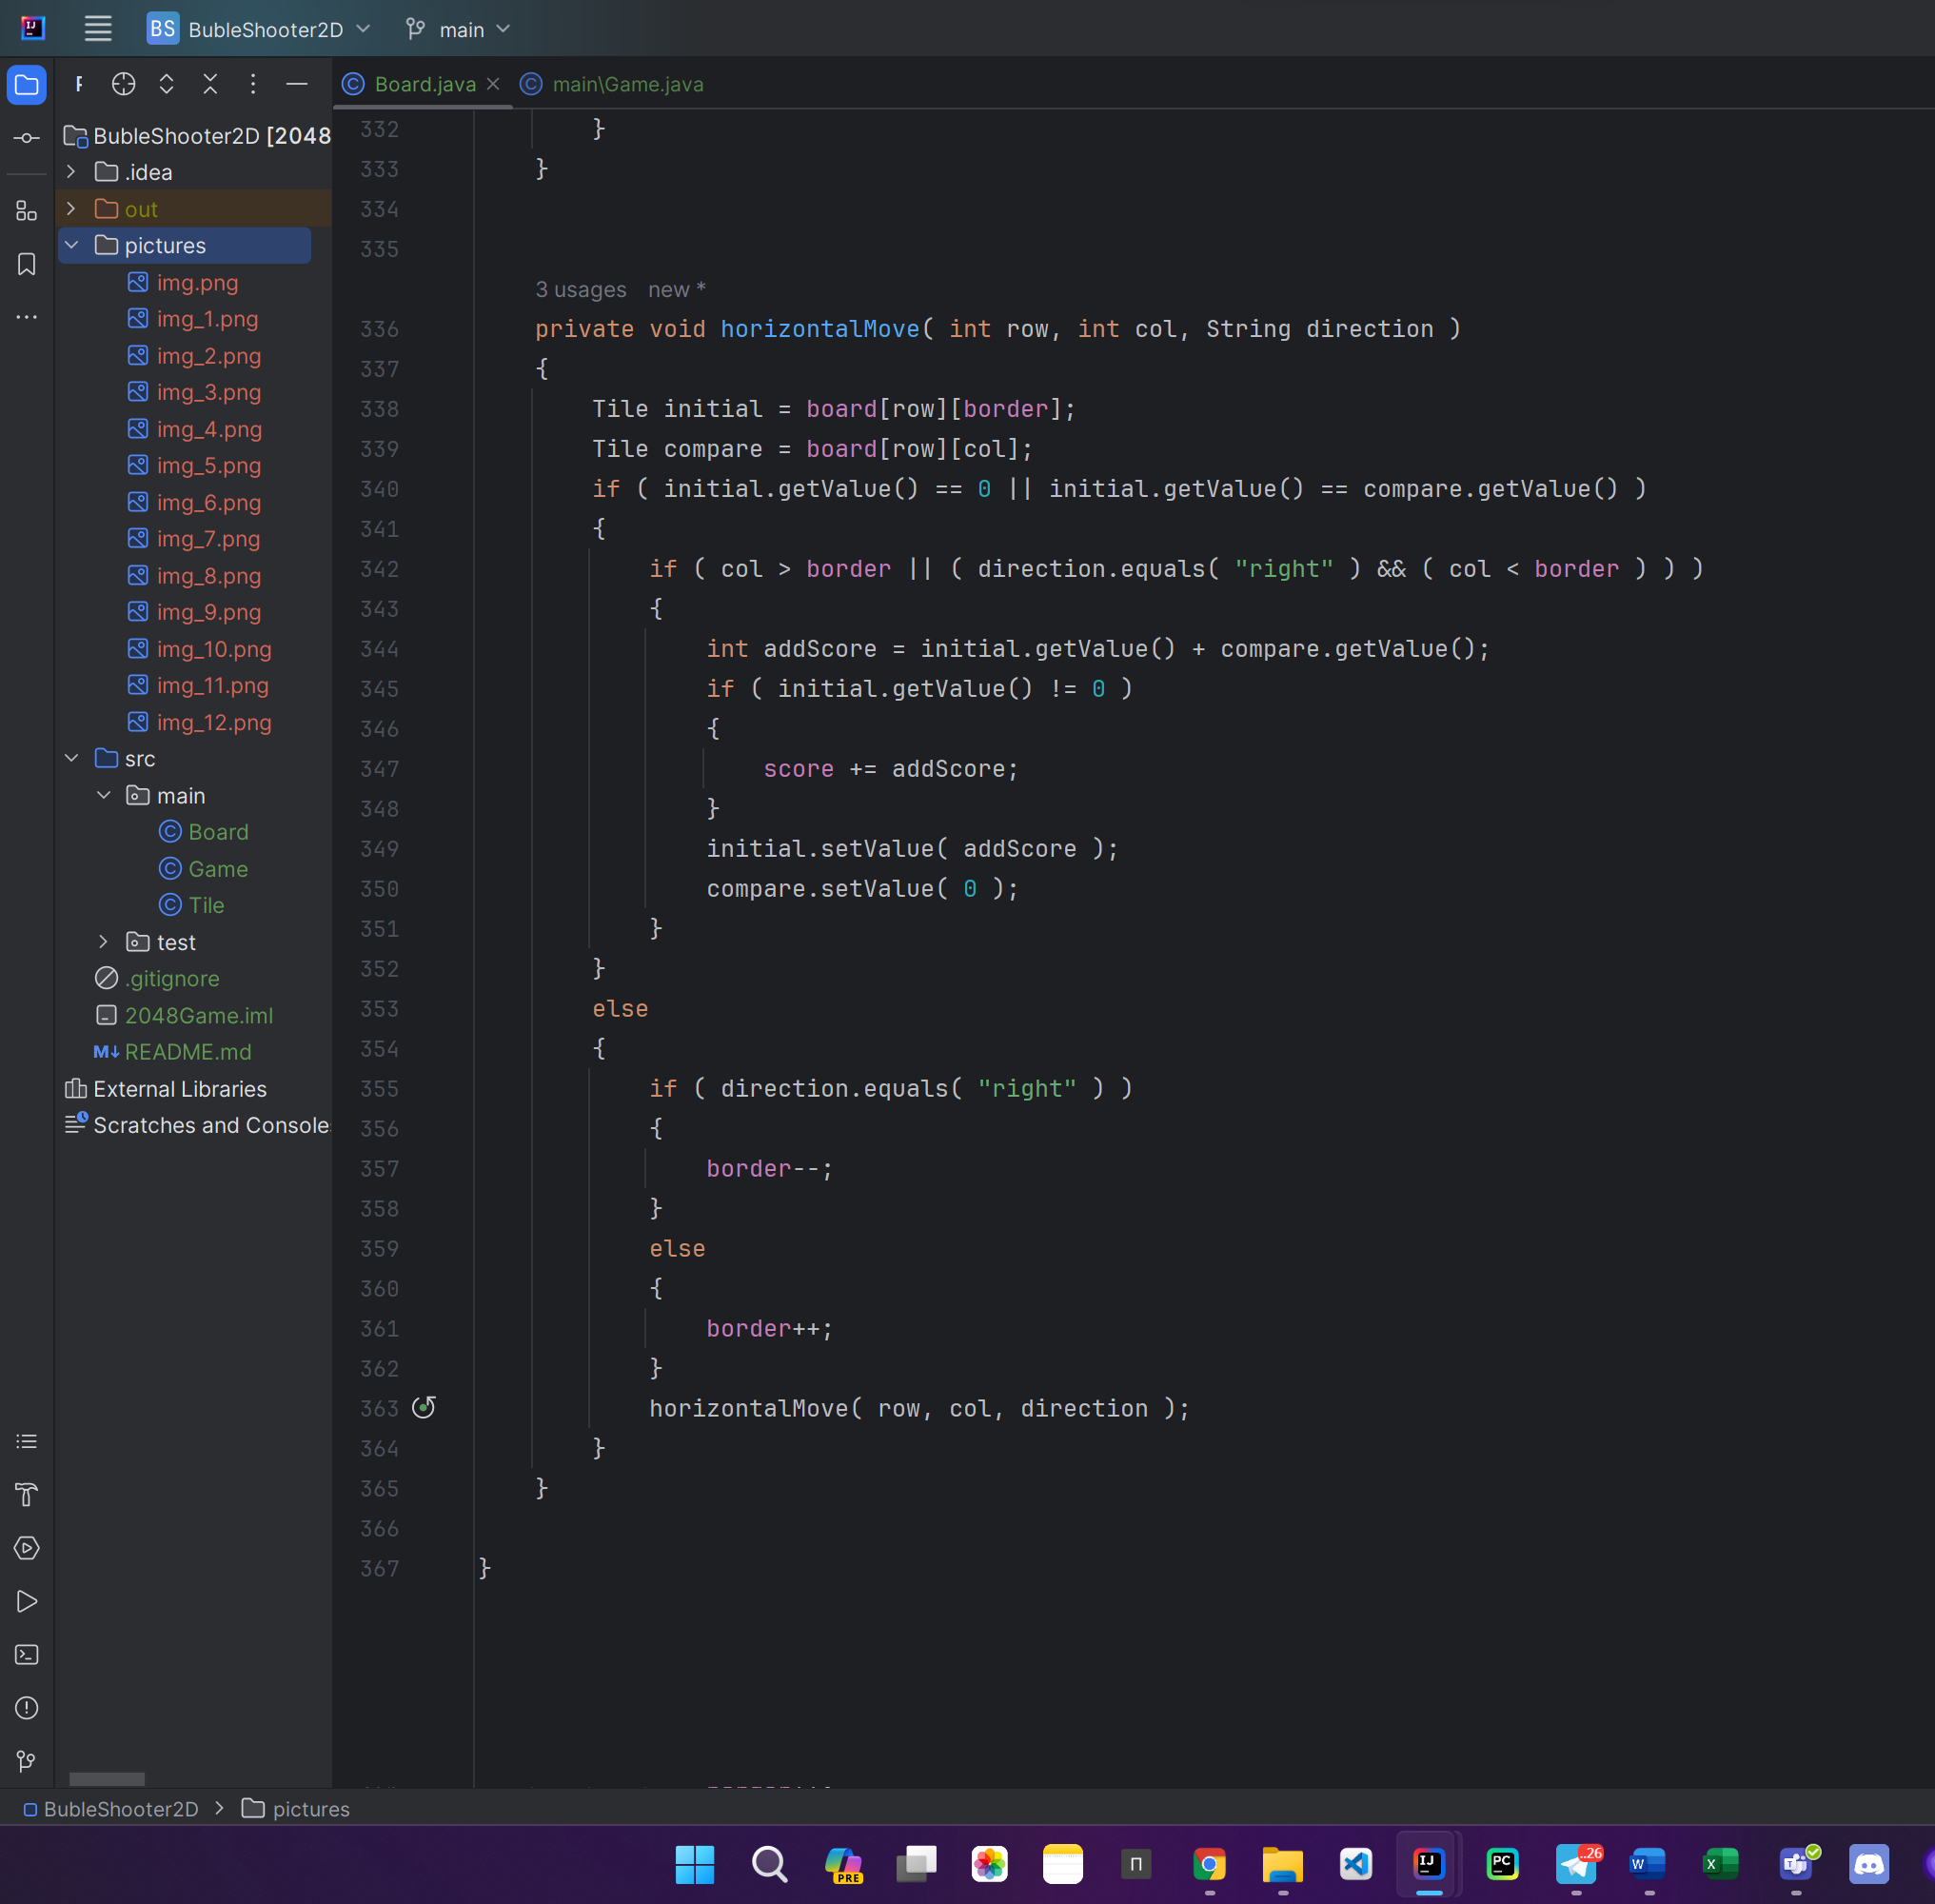 BS BubleShooter2D main
Board.java main\Game.java
BubleShooter2D [2048
.idea
out
pictures
img.png
img_1.png
img_2.png
img_3.png
img_4.png
img_5.png
img_6.png
img_7.png
img_8.png
img_9.png
img_10.png
img_11.png
img_12.png
src
main
Board
Game
Tile
test
.gitignore
2048Game.iml
README.md
External Libraries
Scratches and Console
332 }
333 }
334
335
3 usages new *
336 private void horizontalMove( int row, int col, String direction )
337 {
338 Tile initial = board[row][border];
339 Tile compare = board[row][col];
340 if ( initial.getValue() == 0 || initial.getValue() == compare.getValue() )
341 {
342 if ( col > border || ( direction.equals( "right" ) && ( col < border ) ) )
343 {
344 int addScore = initial.getValue() + compare.getValue();
345 if ( initial.getValue() != 0 )
346 {
347 score += addScore;
348 }
349 initial.setValue( addScore );
350 compare.setValue( 0 );
351 }
352 }
353 else
354 {
355 if ( direction.equals( "right" ) )
356 {
357 border--;
358 }
359 else
360 {
361 border++;
362 }
363 horizontalMove( row, col, direction );
364 }
365 }
366
367 }
BubleShooter2D > pictures
PRE
IJ
PC
..26